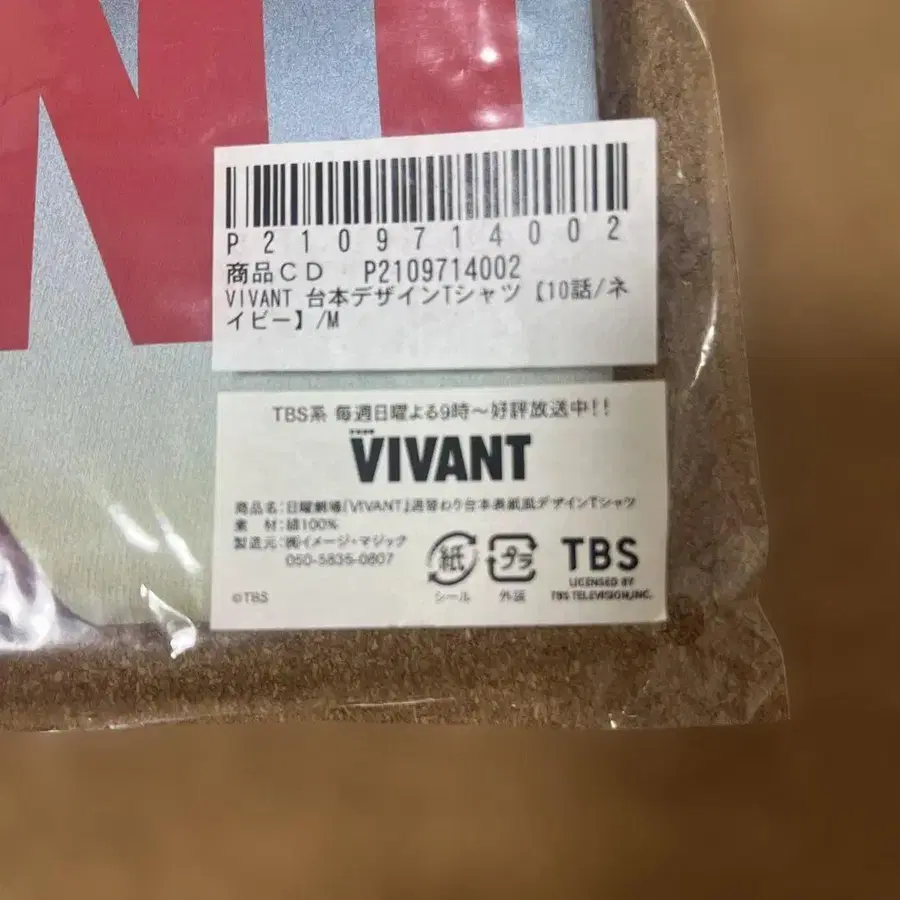 NT
P2109714002
商品CD P2109714002
VIVANT 台本デザインTシャツ【10話/ネ
イビー】/M
TBS系 毎週日曜よる9時～好評放送中!!
VIVANT
商品名:日曜劇場『VIVANT』週替わり台本表紙風デザインTシャツ
素 材:綿100%
製造元:㈱イメージ・マジック
050-5835-0807
紙 プラ TBS
シール 外装 LICENSED BY
TBS TELEVISION,INC.
©TBS